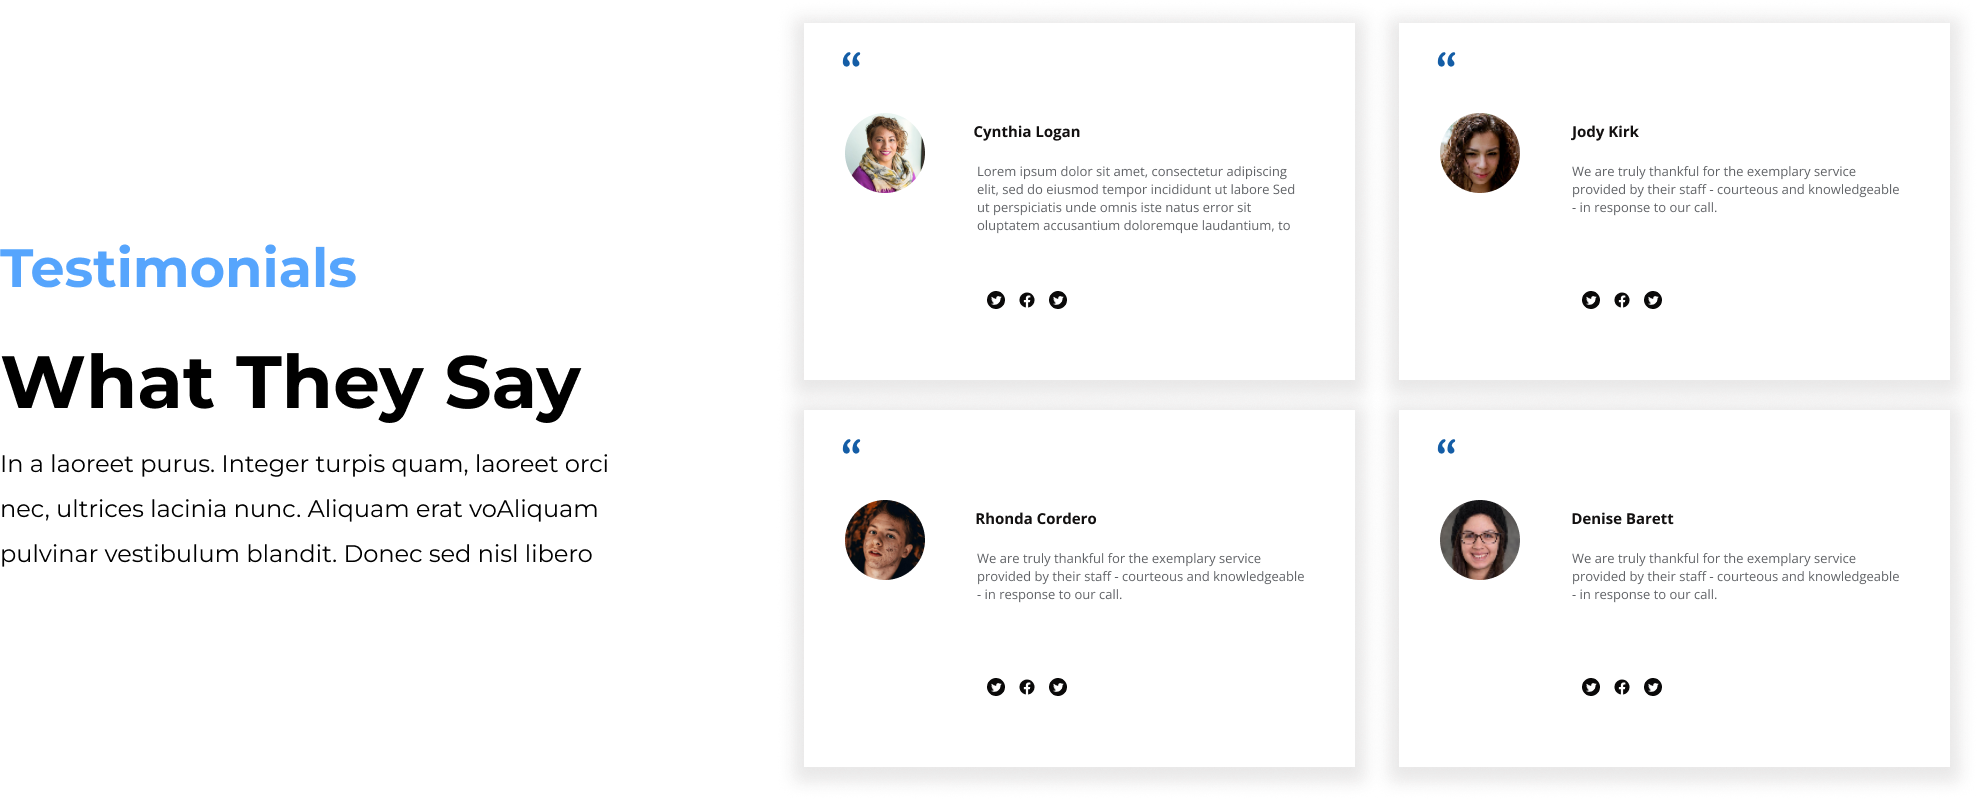 Testimonials
What They Say
In a laoreet purus. Integer turpis quam, laoreet orci
nec, ultrices lacinia nunc. Aliquam erat voAliquam
pulvinar vestibulum blandit. Donec sed nisl libero
“
Cynthia Logan
Lorem ipsum dolor sit amet, consectetur adipiscing
elit, sed do eiusmod tempor incididunt ut labore Sed
ut perspiciatis unde omnis iste natus error sit
oluptatem accusantium doloremque laudantium, to
“
Jody Kirk
We are truly thankful for the exemplary service
provided by their staff - courteous and knowledgeable
- in response to our call.
“
Rhonda Cordero
We are truly thankful for the exemplary service
provided by their staff - courteous and knowledgeable
- in response to our call.
“
Denise Barett
We are truly thankful for the exemplary service
provided by their staff - courteous and knowledgeable
- in response to our call.